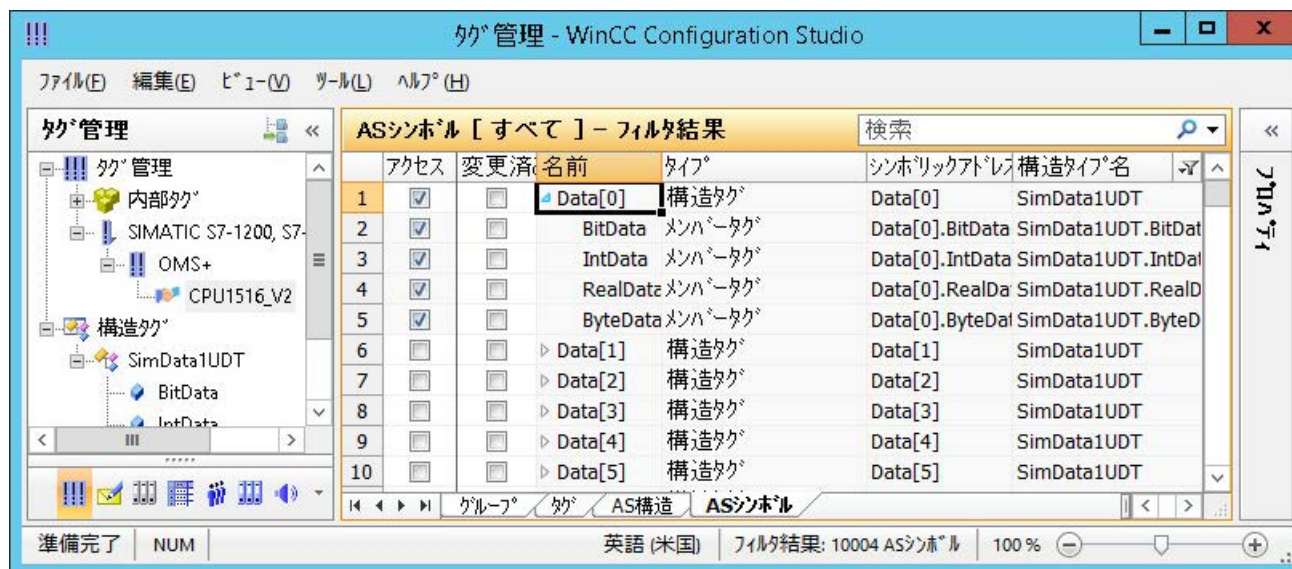 タグ管理 - WinCC Configuration Studio
ファイル(F) 編集(E) ビュー(V) ツール(L) ヘルプ(H)
タグ管理
タグ管理
内部タグ
SIMATIC S7-1200, S7-
OMS+
CPU1516_V2
構造タグ
SimData1UDT
BitData
IntData
ASシンボル [ すべて ] - フィルタ結果 検索
アクセス 変更済 名前 タイプ シンボリックアドレス 構造タイプ名
1 Data[0] 構造タグ Data[0] SimData1UDT
2 BitData メンバータグ Data[0].BitData SimData1UDT.BitDat
3 IntData メンバータグ Data[0].IntData SimData1UDT.IntDat
4 RealData メンバータグ Data[0].RealDa SimData1UDT.RealD
5 ByteData メンバータグ Data[0].ByteDat SimData1UDT.ByteD
6 Data[1] 構造タグ Data[1] SimData1UDT
7 Data[2] 構造タグ Data[2] SimData1UDT
8 Data[3] 構造タグ Data[3] SimData1UDT
9 Data[4] 構造タグ Data[4] SimData1UDT
10 Data[5] 構造タグ Data[5] SimData1UDT
グループ タグ AS構造 ASシンボル
プロパティ
準備完了 NUM 英語 (米国) フィルタ結果: 10004 ASシンボル 100 %